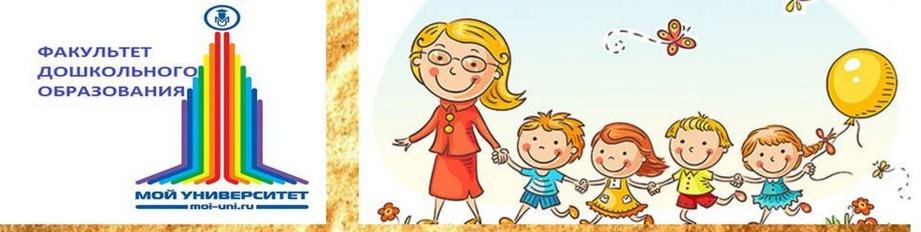 ФАКУЛЬТЕТ
ДОШКОЛЬНОГО
ОБРАЗОВАНИЯ
МОЙ УНИВЕРСИТЕТ
moi-uni.ru